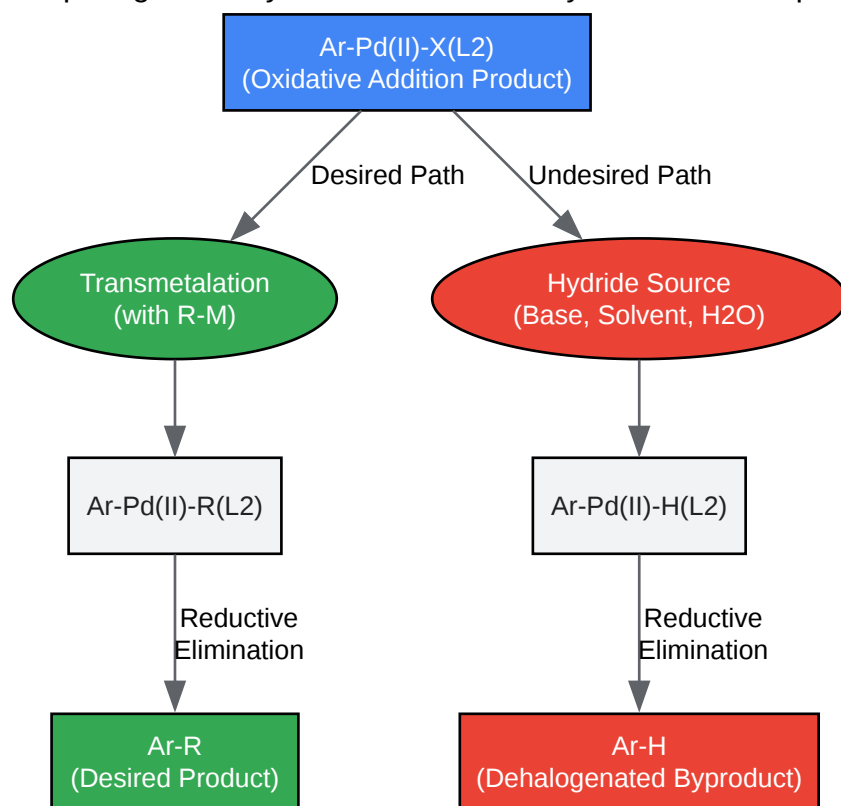 Ar-Pd(II)-X(L2)
(Oxidative Addition Product)
Desired Path
Undesired Path
Transmetalation
(with R-M)
Hydride Source
(Base, Solvent, H2O)
Ar-Pd(II)-R(L2)
Ar-Pd(II)-H(L2)
Reductive
Elimination
Reductive
Elimination
Ar-R
(Desired Product)
Ar-H
(Dehalogenated Byproduct)